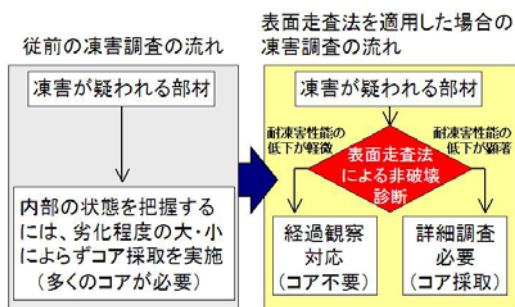 従前の凍害調査の流れ
凍害が疑われる部材
内部の状態を把握する
には、劣化程度の大・小
によらずコア採取を実施
(多くのコアが必要)
表面走査法を適用した場合の
凍害調査の流れ
凍害が疑われる部材
耐凍害性能の
低下が軽微
耐凍害性能の
低下が顕著
表面走査法
による非破壊
診断
経過観察
対応
(コア不要)
詳細調査
必要
(コア採取)